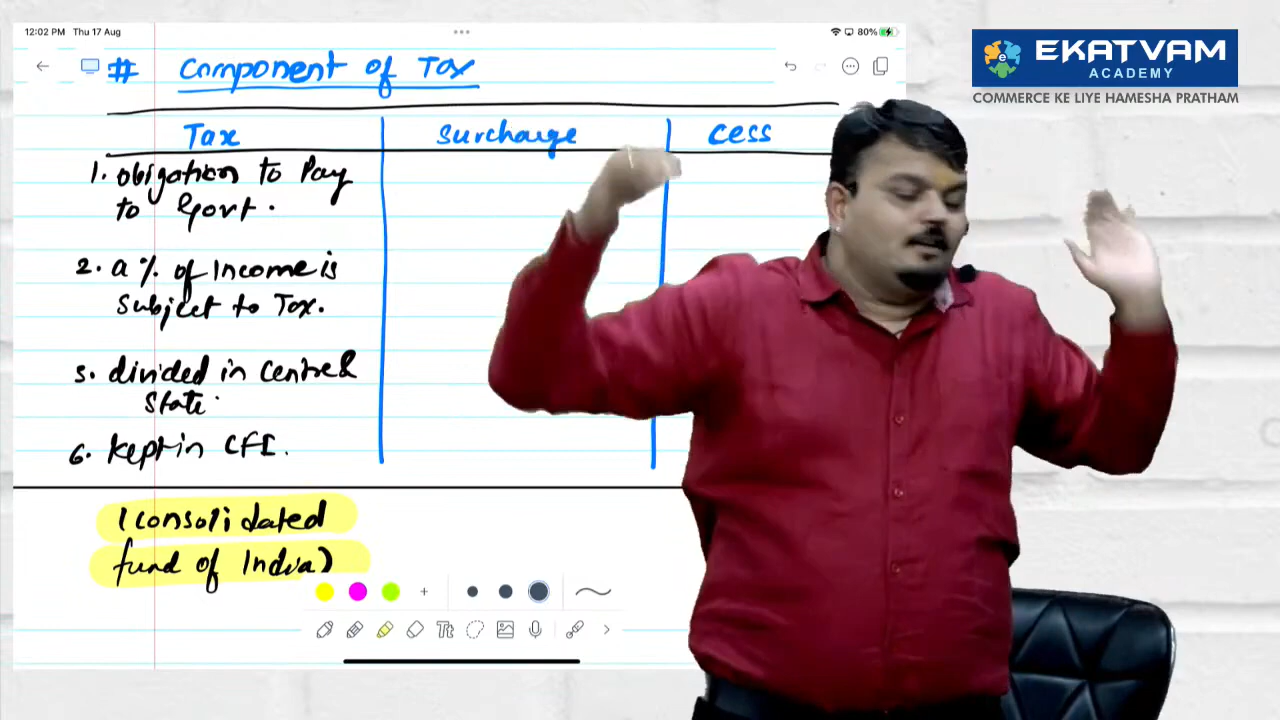 12:02 PM Thu 17 Aug
80%
# Component of Tax
Tax Surcharge Cess
1. obligation to Pay
to Govt.
2. a % of Income is
Subject to Tax.
5. divided in Centre &
State.
6. Kept in CFI.
(Consolidated
fund of India)
Tt
EKATVAM
ACADEMY
COMMERCE KE LIYE HAMESHA PRATHAM